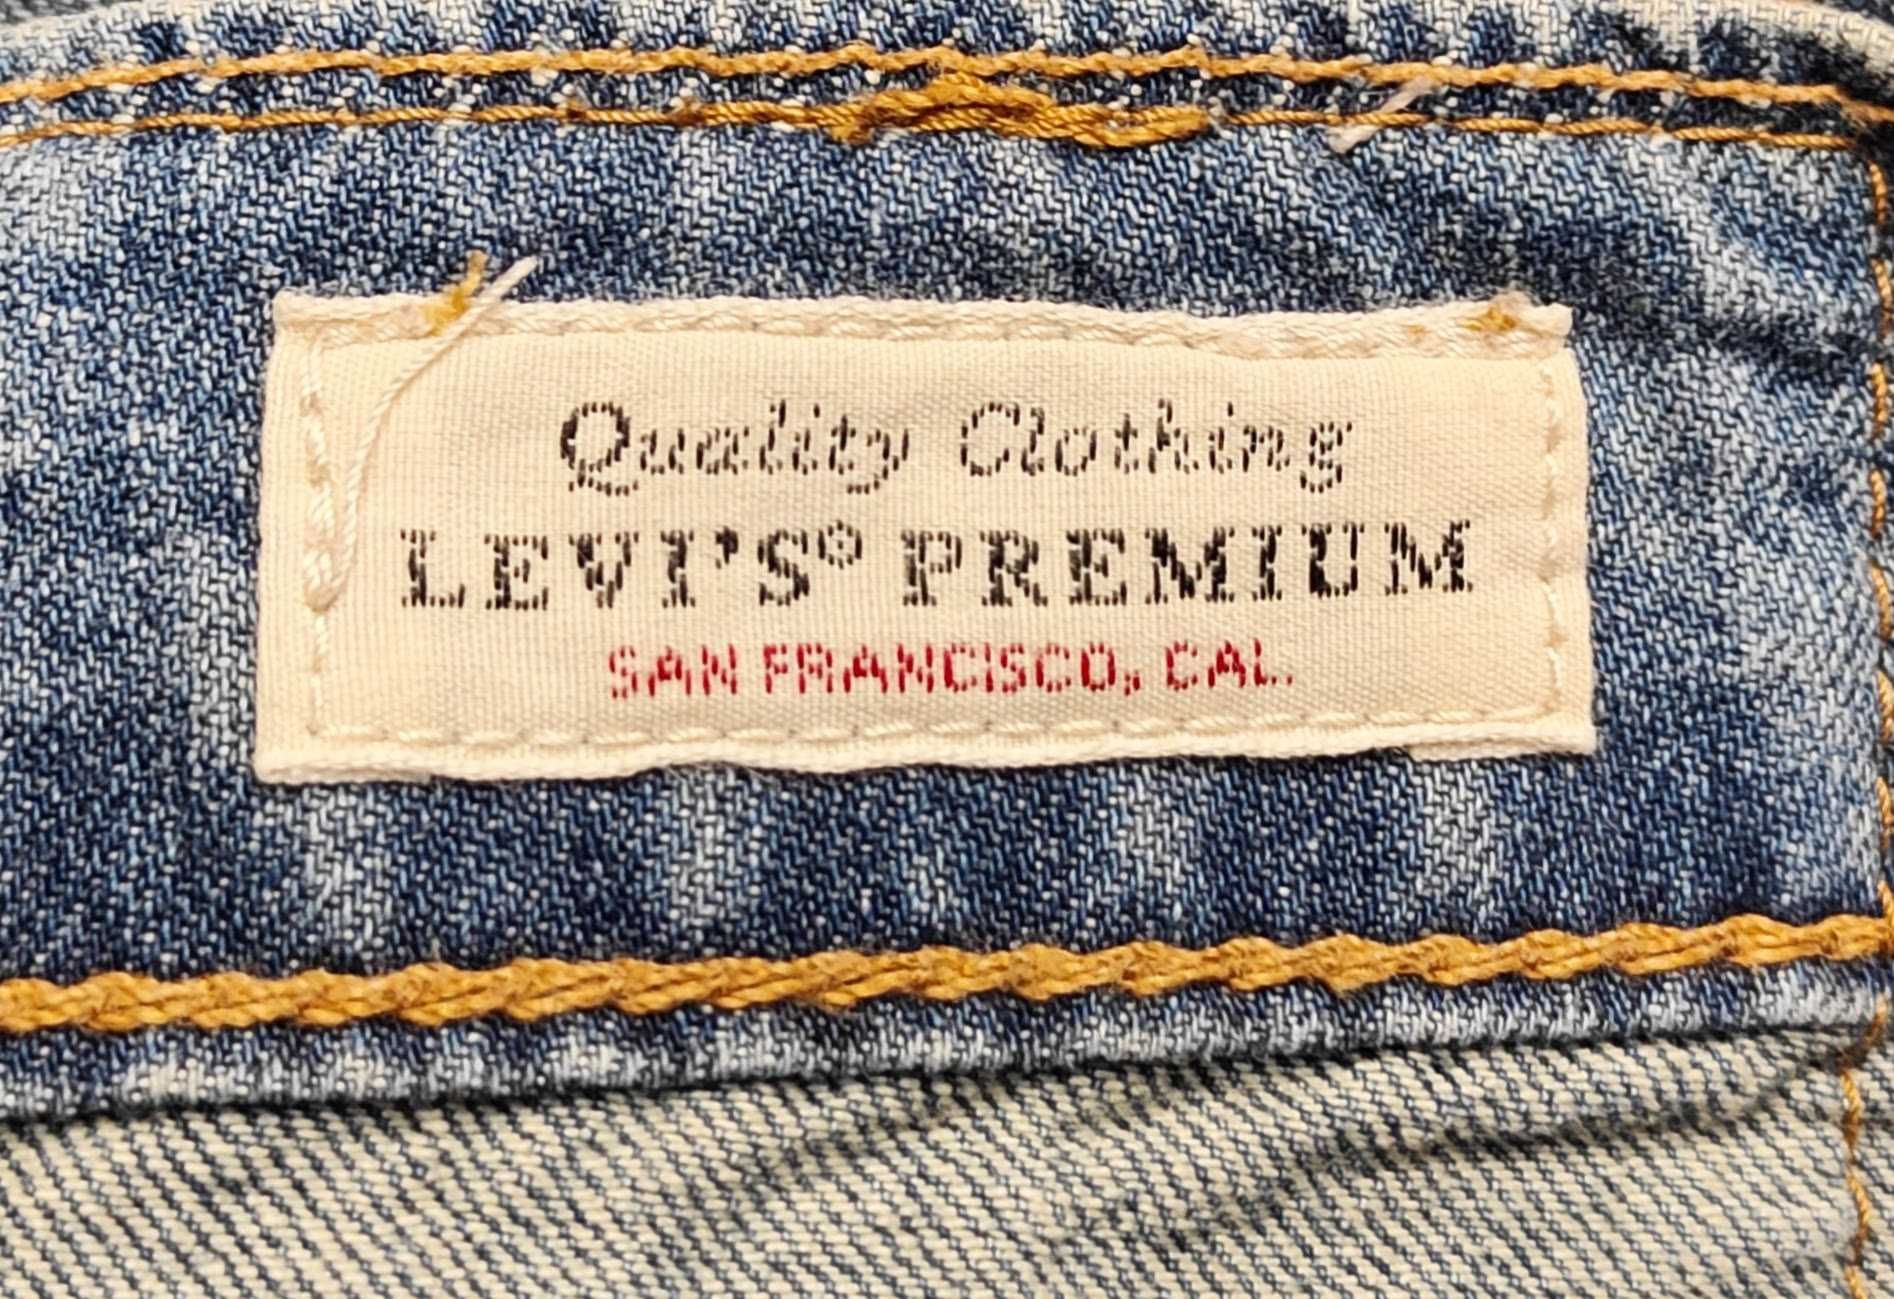 Quality Clothing
LEVI'S® PREMIUM
SAN FRANCISCO, CAL.